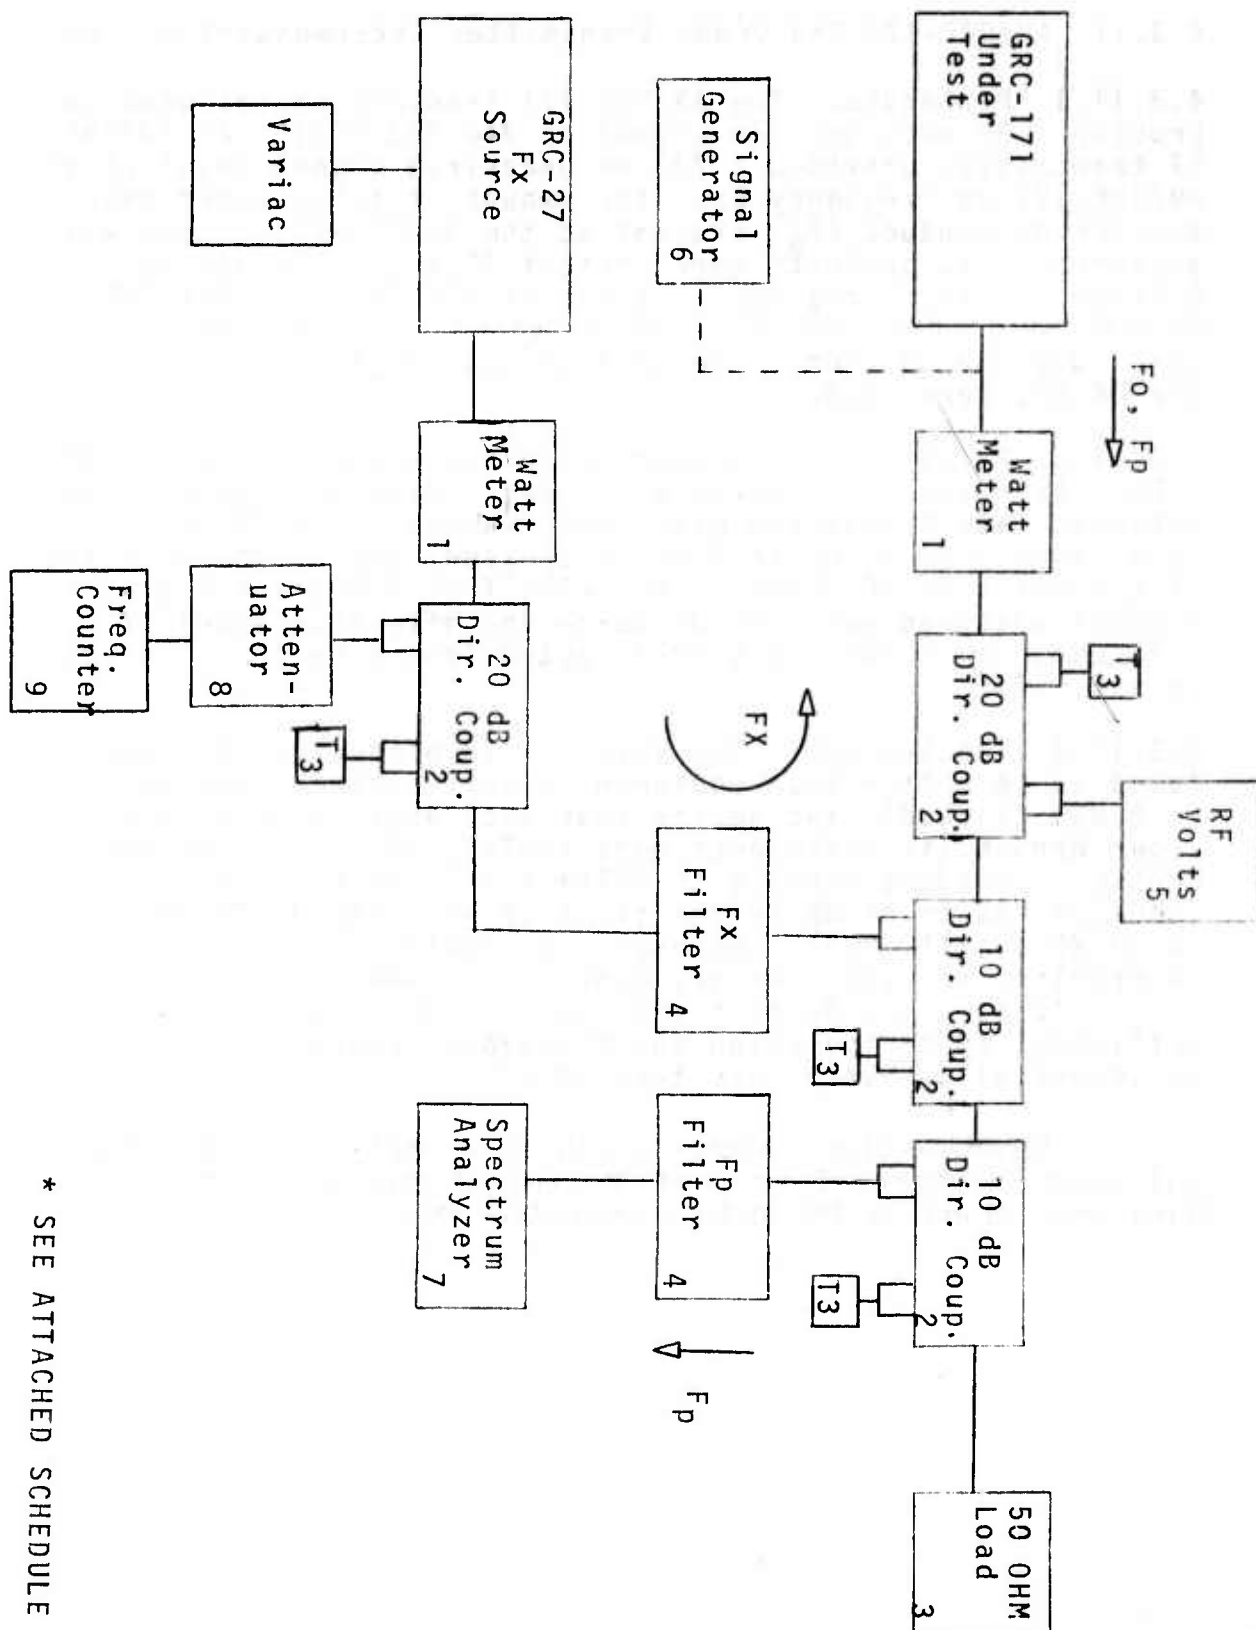 GRC-171
Under
Test
Fo, Fp
Watt
Meter
1
T
3
20 dB
Dir. Coup.
2
RF
Volts
5
10 dB
Dir. Coup.
2
T
3
10 dB
Dir. Coup.
2
T3
50 OHM
Load
3
Signal
Generator
6
FX
Fx
Filter
4
Fp
Filter
4
Fp
GRC-27
Fx
Source
Watt
Meter
1
20 dB
Dir. Coup.
2
T
3
Spectrum
Analyzer
7
Variac
Atten-
uator
8
Freq.
Counter
9
* SEE ATTACHED SCHEDULE